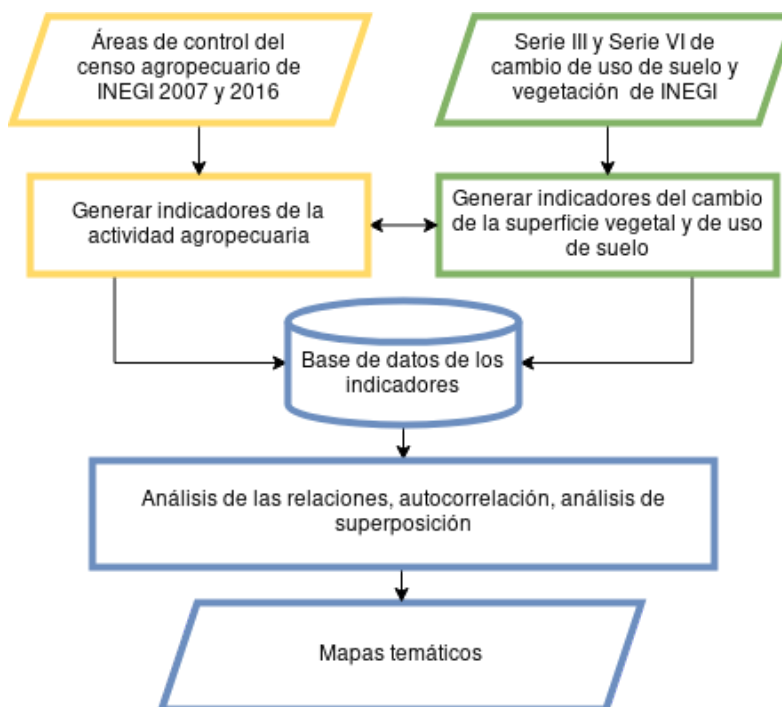 Áreas de control del
censo agropecuario de
INEGI 2007 y 2016
Serie III y Serie VI de
cambio de uso de suelo y
vegetación de INEGI
Generar indicadores de la
actividad agropecuaria
Generar indicadores del cambio
de la superficie vegetal y de uso
de suelo
Base de datos de los
indicadores
Análisis de las relaciones, autocorrelación, análisis de
superposición
Mapas temáticos